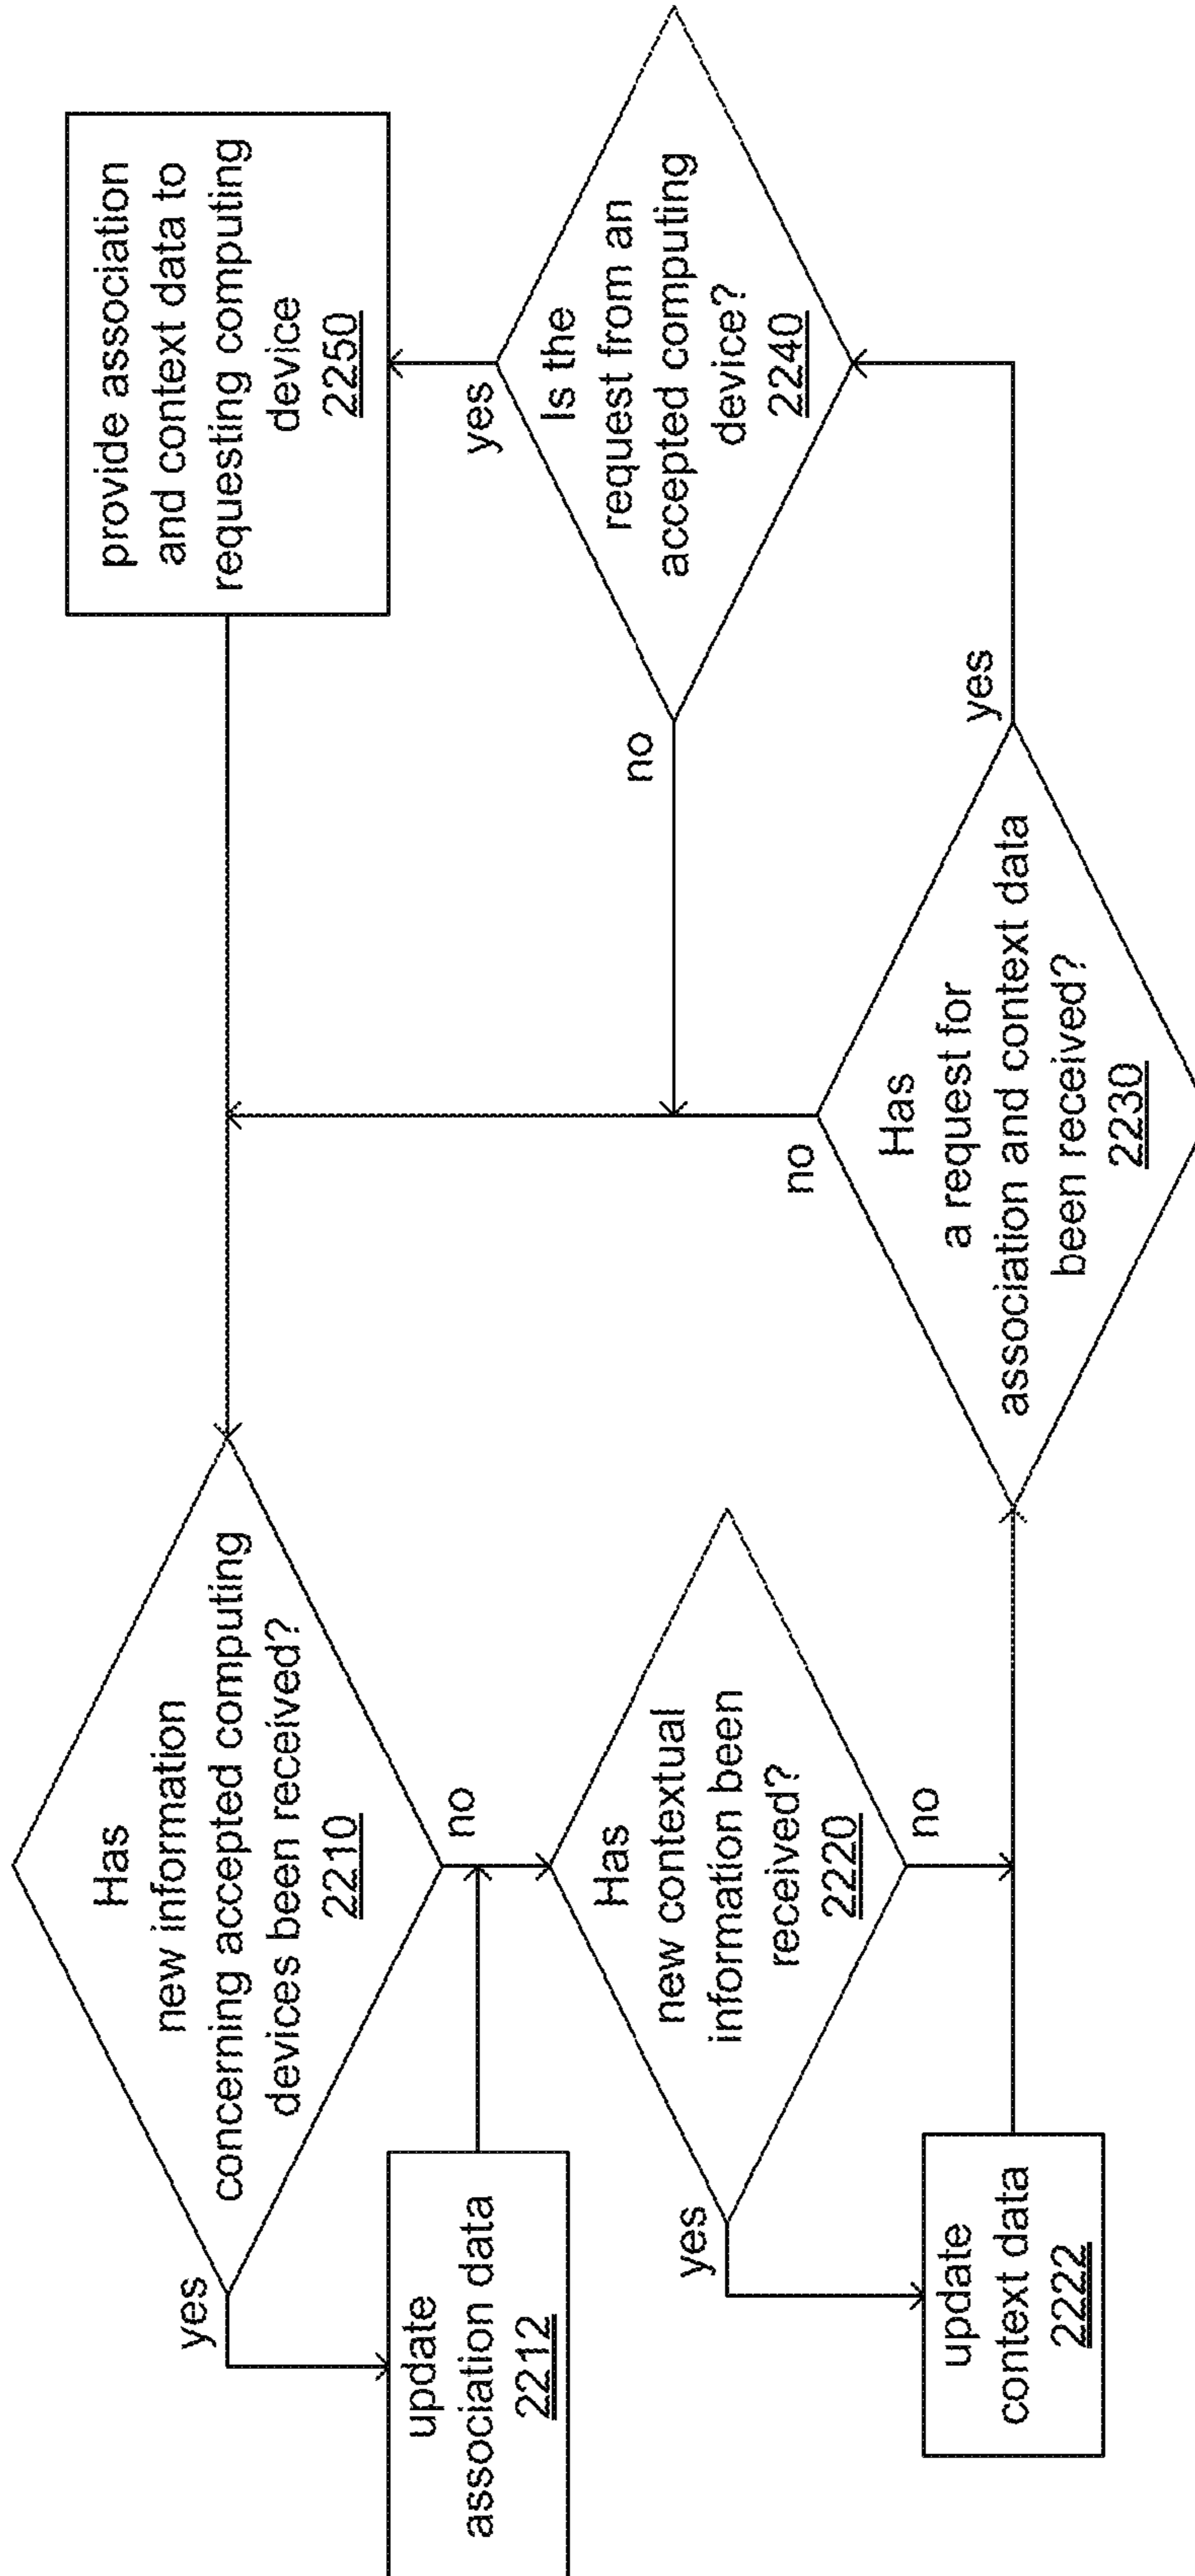 Has
new information
concerning accepted computing
devices been received?
2210
yes
no
update
association data
2212
Has
new contextual
information been
received?
2220
yes
no
update
context data
2222
Has
a request for
association and context data
been received?
2230
no
yes
Is the
request from an
accepted computing
device?
2240
no
yes
provide association
and context data to
requesting computing
device
2250